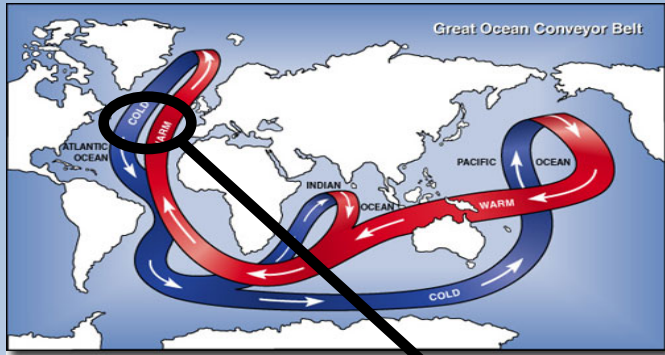 Great Ocean Conveyor Belt
COLD
WARM
ATLANTIC
OCEAN
PACIFIC
OCEAN
INDIAN
OCEAN
WARM
COLD